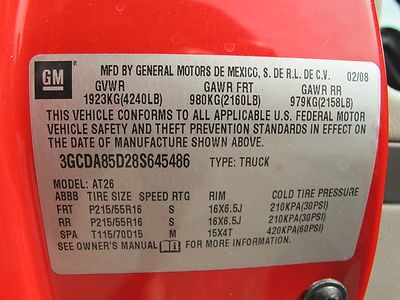 GM
MFD BY GENERAL MOTORS DE MEXICO, S. DE R.L. DE C.V. 02/08
GVWR GAWR FRT GAWR RR
1923KG(4240LB) 980KG(2160LB) 979KG(2158LB)
THIS VEHICLE CONFORMS TO ALL APPLICABLE U.S. FEDERAL MOTOR
VEHICLE SAFETY AND THEFT PREVENTION STANDARDS IN EFFECT ON
THE DATE OF MANUFACTURE SHOWN ABOVE.
3GCDA85D28S645486 TYPE: TRUCK
MODEL: AT26
ABBB TIRE SIZE SPEED RTG RIM COLD TIRE PRESSURE
FRT P215/55R16 S 16X6.5J 210KPA(30PSI)
RR P215/55R16 S 16X6.5J 210KPA(30PSI)
SPA T115/70D15 M 15X4T 420KPA(60PSI)
SEE OWNER'S MANUAL FOR MORE INFORMATION